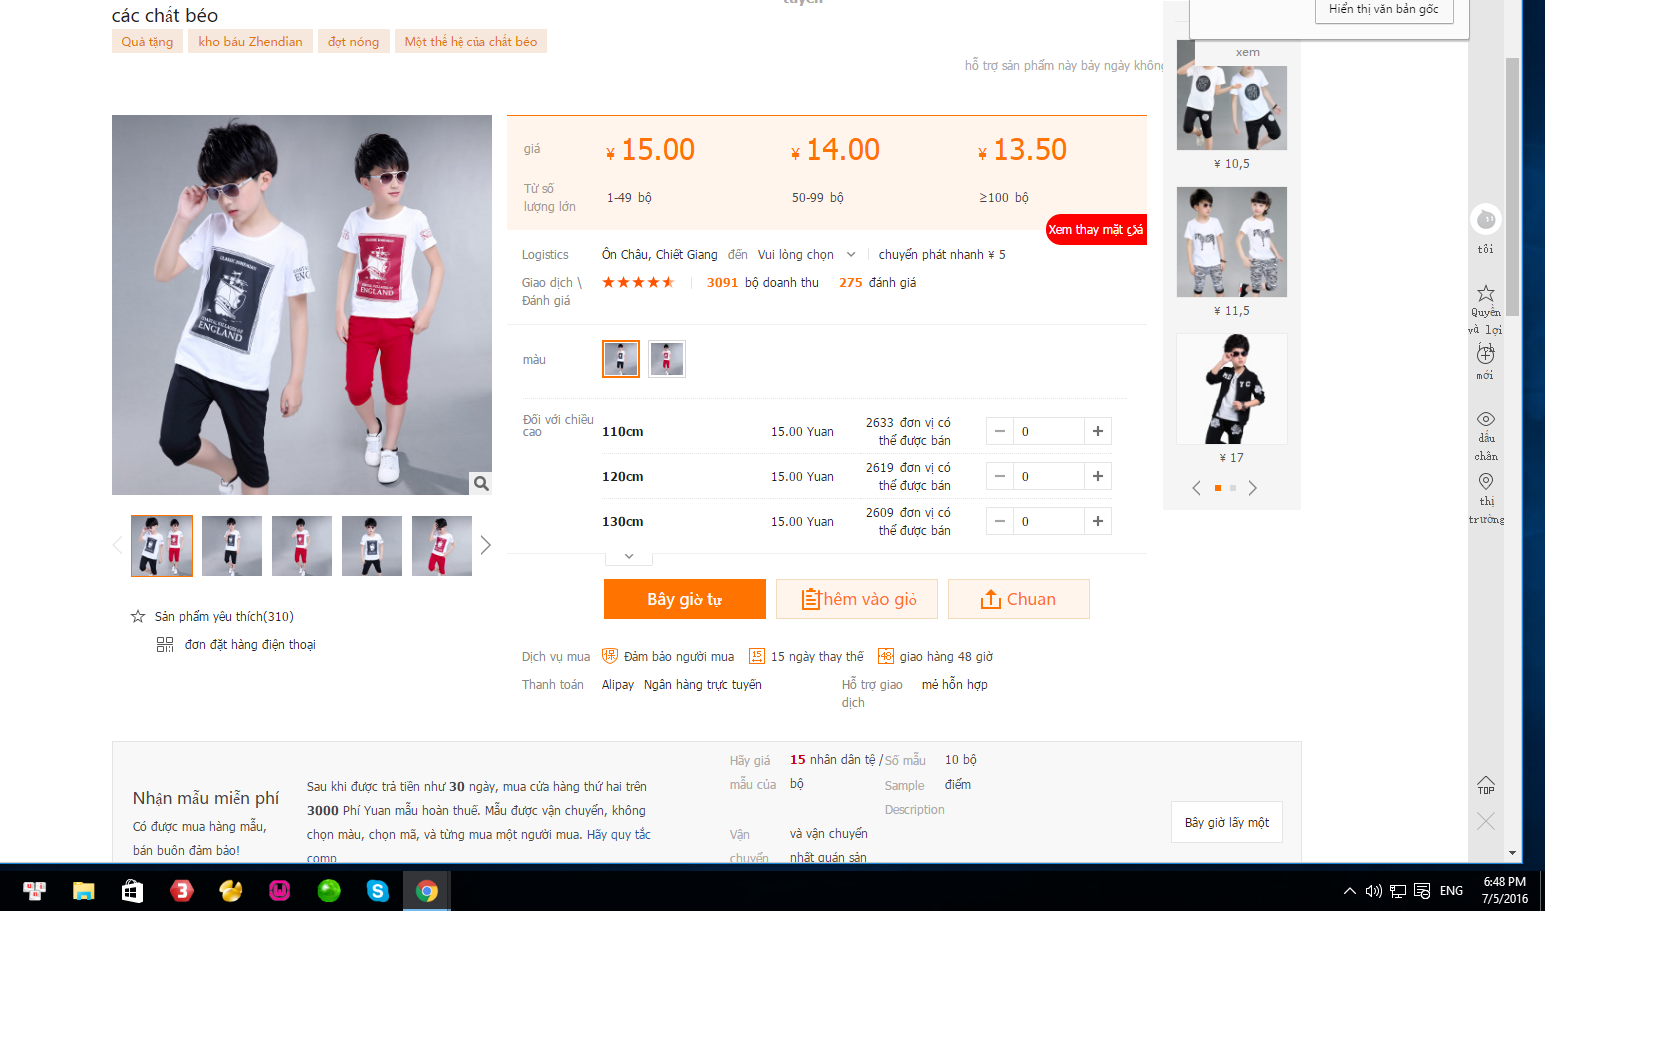 các chất béo
Hiển thị văn bản gốc
Quà tặng kho báu Zhendian đợt nóng Một thế hệ của chất béo
xem
hỗ trợ sản phẩm này bảy ngày không
giá ¥ 15.00 ¥ 14.00 ¥ 13.50
Từ số
lượng lớn
1-49 bộ 50-99 bộ ≥100 bộ
Xem thay mặt giá
Logistics Ôn Châu, Chiết Giang đến Vui lòng chọn chuyển phát nhanh ¥ 5
Giao dịch \
Đánh giá
3091 bộ doanh thu 275 đánh giá
màu
Đối với chiều
cao
110cm 15.00 Yuan 2633 đơn vị có
thể được bán
0
120cm 15.00 Yuan 2619 đơn vị có
thể được bán
0
130cm 15.00 Yuan 2609 đơn vị có
thể được bán
0
Bây giờ tự Thêm vào giỏ Chuan
Sản phẩm yêu thích(310)
đơn đặt hàng điện thoại
Dịch vụ mua 保 Đảm bảo người mua 15 15 ngày thay thế 48 giao hàng 48 giờ
Thanh toán Alipay Ngân hàng trực tuyến Hỗ trợ giao
dịch
mẻ hỗn hợp
¥ 10,5
¥ 11,5
¥ 17
tôi
Quyền
và lợi
ích
mới
dấu
chân
thị
trường
TOP
Nhận mẫu miễn phí
Có được mua hàng mẫu,
bán buôn đảm bảo!
Sau khi được trả tiền như 30 ngày, mua cửa hàng thứ hai trên
3000 Phí Yuan mẫu hoàn thuế. Mẫu được vận chuyển, không
chọn màu, chọn mã, và từng mua một người mua. Hãy quy tắc
comp
Hãy giá
mẫu của
15 nhân dân tệ /
bộ
Số mẫu
Sample
Description
10 bộ
điểm
Vận
chuyển
và vận chuyển
nhất quán sản
Bây giờ lấy một
CLASSIC BOHEMIAN
COASTAL VILLAGES OF
ENGLAND
ENG
6:48 PM
7/5/2016